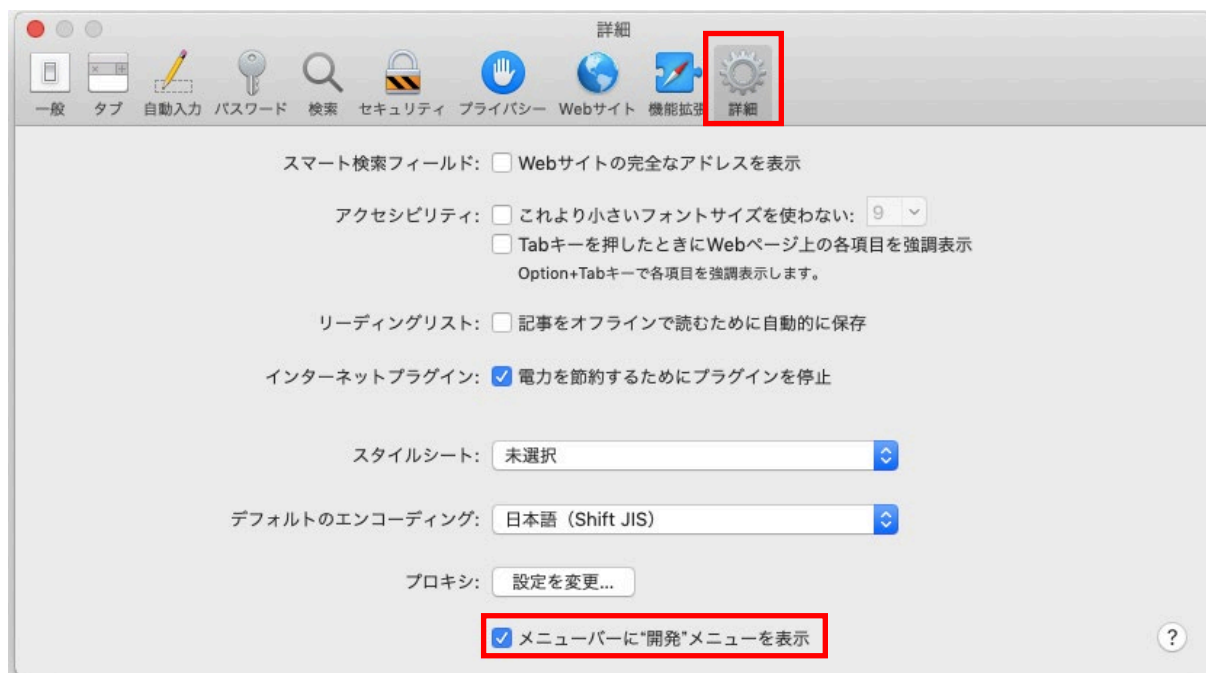 詳細
一般 タブ 自動入力 パスワード 検索 セキュリティ プライバシー Webサイト 機能拡張 詳細
スマート検索フィールド: Webサイトの完全なアドレスを表示
アクセシビリティ: これより小さいフォントサイズを使わない: 9
Tabキーを押したときにWebページ上の各項目を強調表示
Option+Tabキーで各項目を強調表示します。
リーディングリスト: 記事をオフラインで読むために自動的に保存
インターネットプラグイン: 電力を節約するためにプラグインを停止
スタイルシート: 未選択
デフォルトのエンコーディング: 日本語（Shift JIS）
プロキシ: 設定を変更...
メニューバーに“開発”メニューを表示
?